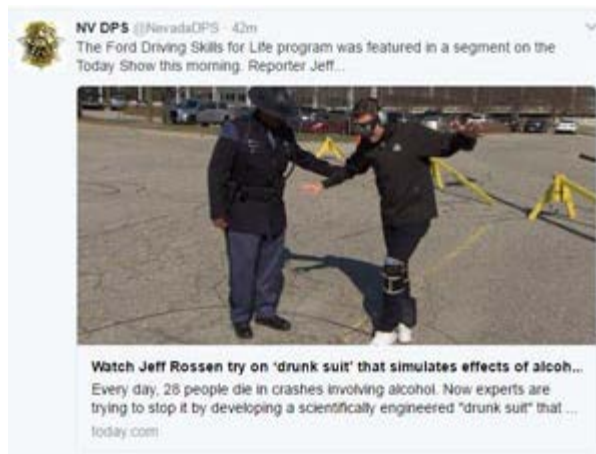 NV DPS @NevadaDPS · 42m
The Ford Driving Skills for Life program was featured in a segment on the
Today Show this morning. Reporter Jeff...
Watch Jeff Rossen try on 'drunk suit' that simulates effects of alcoh...
Every day, 28 people die in crashes involving alcohol. Now experts are
trying to stop it by developing a scientifically engineered "drunk suit" that ...
today.com